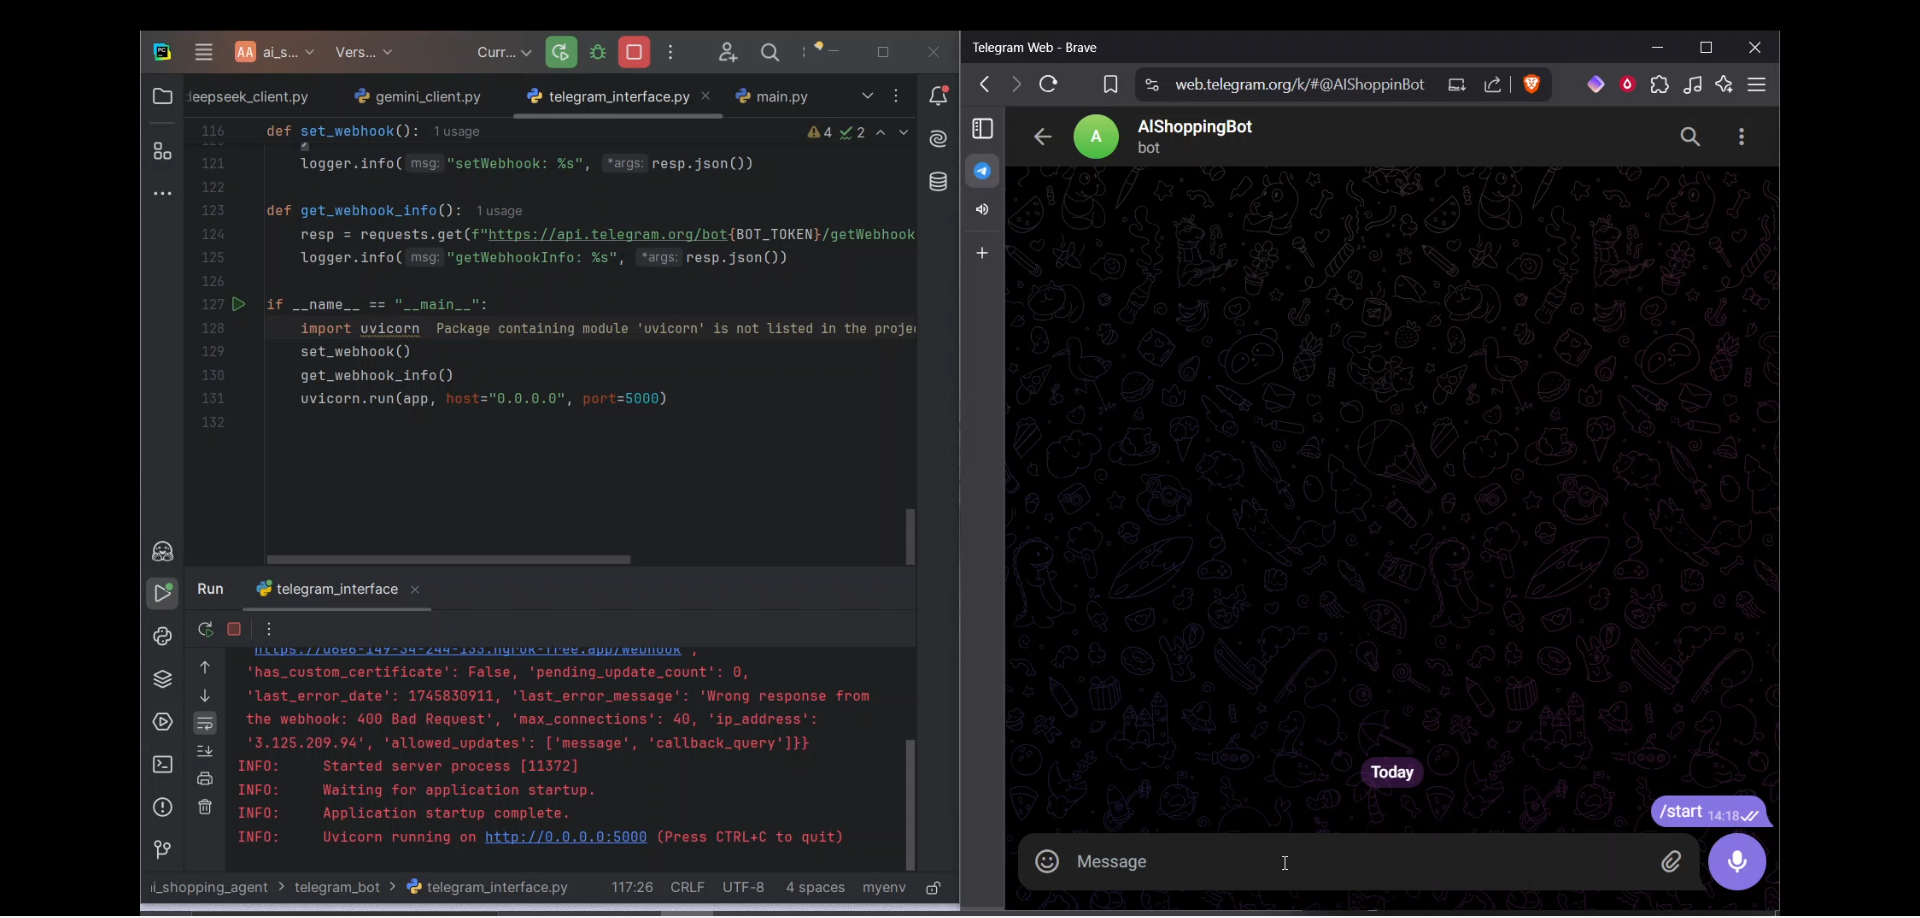 AA ai_s...
Vers...
Curr...
leepseek_client.py
gemini_client.py
telegram_interface.py
main.py
116 def set_webhook(): 1 usage
4 2
121 logger.info( msg: "setWebhook: %s", *args: resp.json())
122
123 def get_webhook_info(): 1 usage
124 resp = requests.get(f"https://api.telegram.org/bot{BOT_TOKEN}/getWebhook
125 logger.info( msg: "getWebhookInfo: %s", *args: resp.json())
126
127 if __name__ == "__main__":
128 import uvicorn Package containing module 'uvicorn' is not listed in the proje
129 set_webhook()
130 get_webhook_info()
131 uvicorn.run(app, host="0.0.0.0", port=5000)
132
Run telegram_interface
'has_custom_certificate': False, 'pending_update_count': 0,
'last_error_date': 1745830911, 'last_error_message': 'Wrong response from
the webhook: 400 Bad Request', 'max_connections': 40, 'ip_address':
'3.125.209.94', 'allowed_updates': ['message', 'callback_query']}}
INFO: Started server process [11372]
INFO: Waiting for application startup.
INFO: Application startup complete.
INFO: Uvicorn running on http://0.0.0.0:5000 (Press CTRL+C to quit)
ai_shopping_agent > telegram_bot > telegram_interface.py 117:26 CRLF UTF-8 4 spaces myenv
Telegram Web - Brave
web.telegram.org/k/#@AIShoppinBot
A
AIShoppingBot
bot
Today
/start 14:18
Message